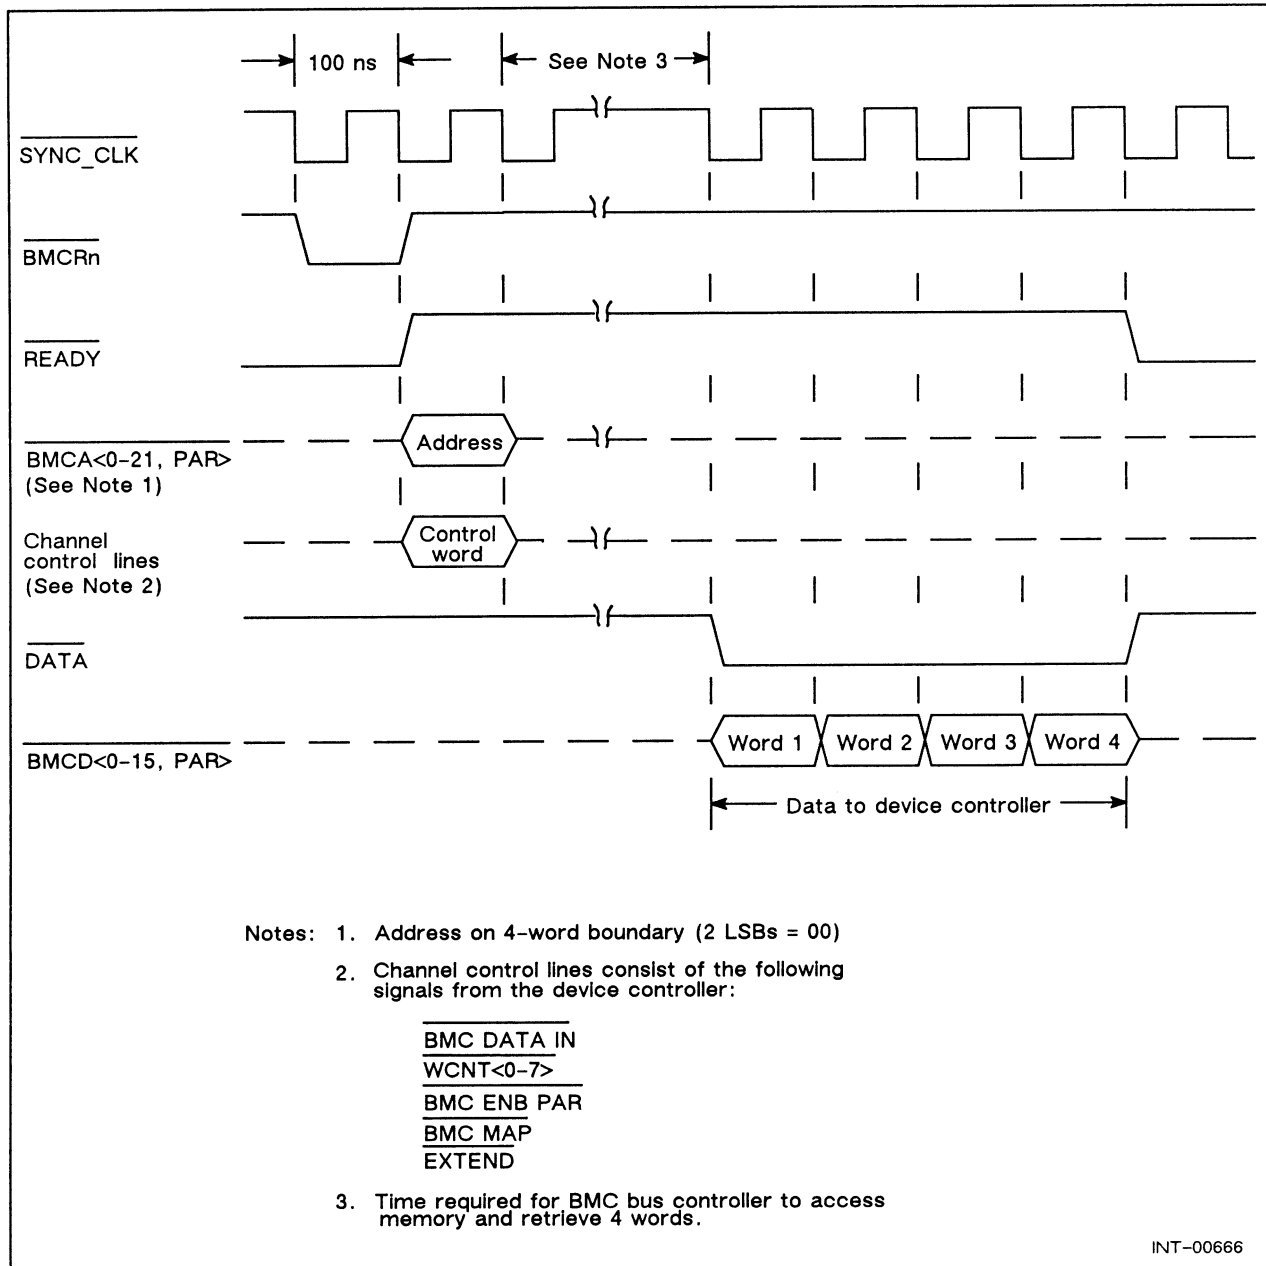 100 ns
See Note 3
SYNC_CLK
BMCRn
READY
BMCA<0-21, PAR>
(See Note 1)
Address
Channel
control lines
(See Note 2)
Control
word
DATA
BMCD<0-15, PAR>
Word 1 Word 2 Word 3 Word 4
Data to device controller
Notes: 1. Address on 4-word boundary (2 LSBs = 00)
2. Channel control lines consist of the following
signals from the device controller:
BMC DATA IN
WCNT<0-7>
BMC ENB PAR
BMC MAP
EXTEND
3. Time required for BMC bus controller to access
memory and retrieve 4 words.
INT-00666